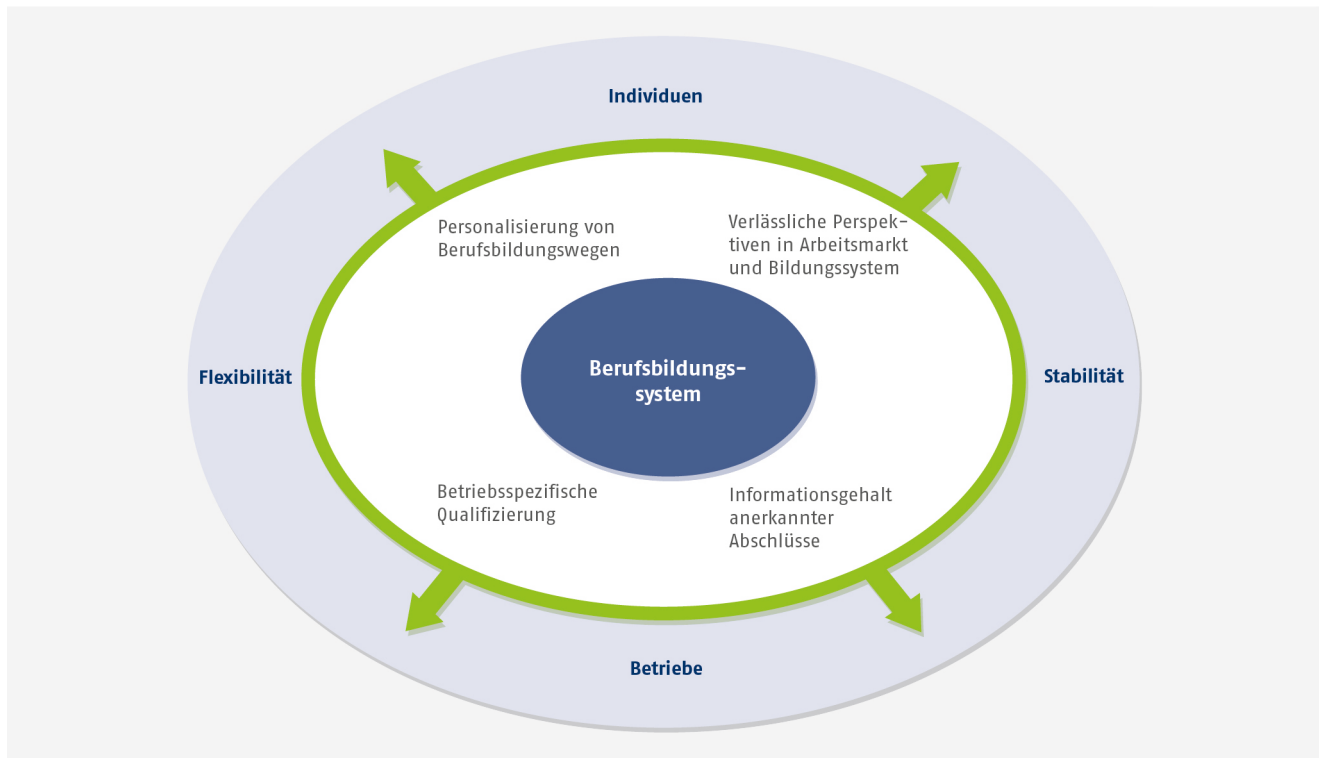 Individuen
Personalisierung von
Berufsbildungswegen
Verlässliche Perspek-
tiven in Arbeitsmarkt
und Bildungssystem
Flexibilität
Berufsbildungs-
system
Stabilität
Betriebsspezifische
Qualifizierung
Informationsgehalt
anerkannter
Abschlüsse
Betriebe